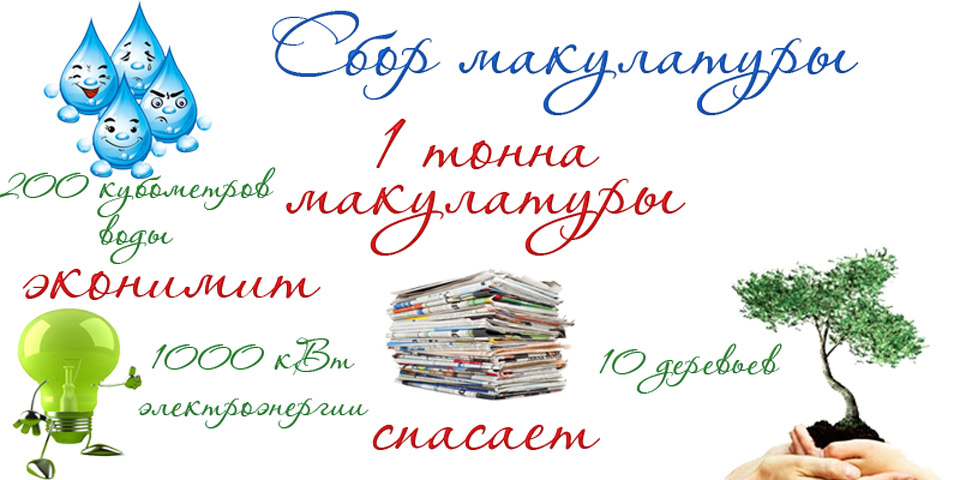 Сбор макулатуры
1 тонна
макулатуры
200 кубометров
воды
экономит
1000 кВт
электроэнергии
10 деревьев
спасает